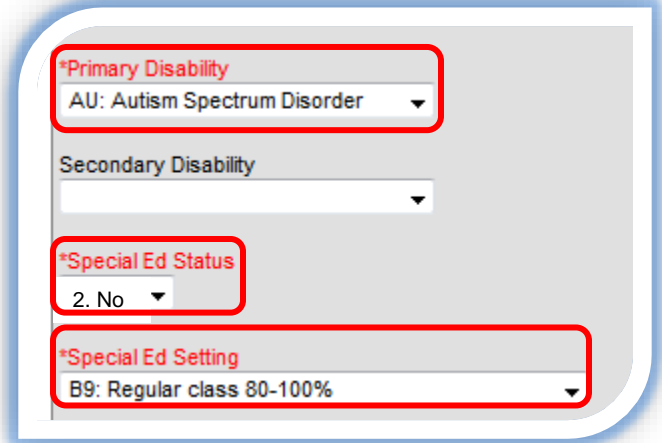 *Primary Disability
AU: Autism Spectrum Disorder
Secondary Disability
*Special Ed Status
2. No
*Special Ed Setting
B9: Regular class 80-100%